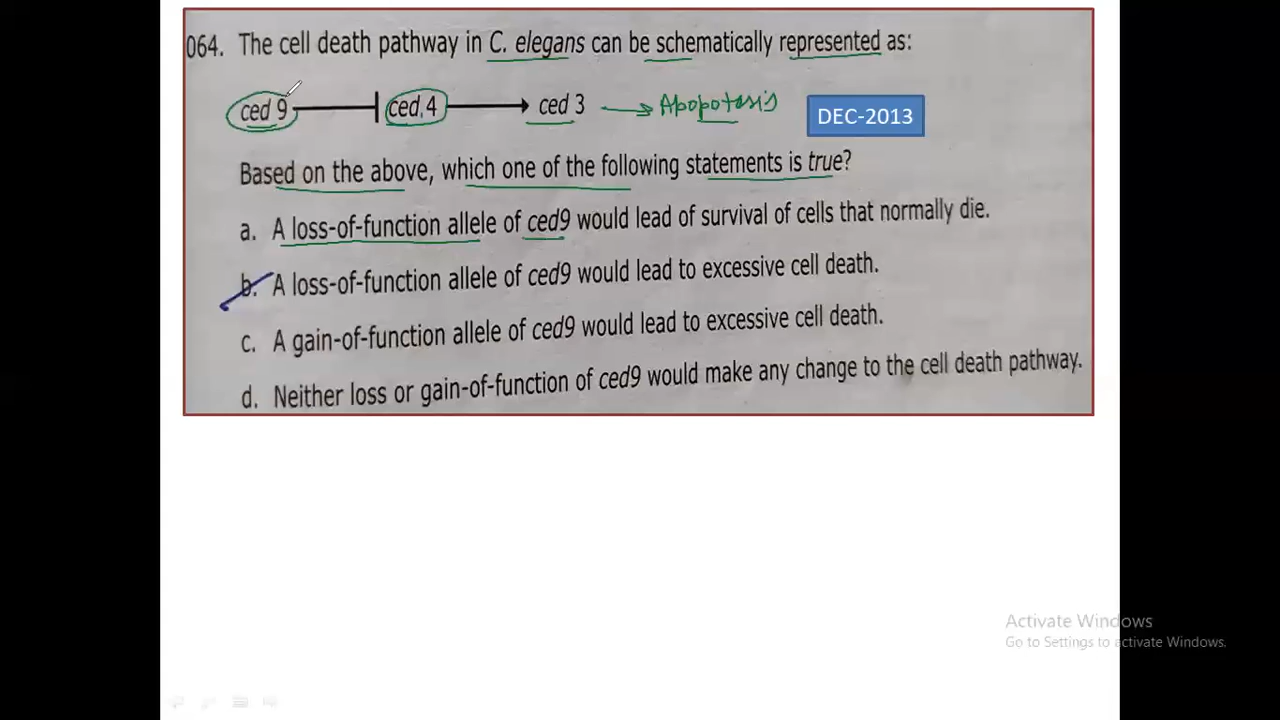 064. The cell death pathway in C. elegans can be schematically represented as:
ced 9 ced 4 ced 3 Apopotosis
DEC-2013
Based on the above, which one of the following statements is true?
a. A loss-of-function allele of ced9 would lead of survival of cells that normally die.
b. A loss-of-function allele of ced9 would lead to excessive cell death.
c. A gain-of-function allele of ced9 would lead to excessive cell death.
d. Neither loss or gain-of-function of ced9 would make any change to the cell death pathway.
Activate Windows
Go to Settings to activate Windows.